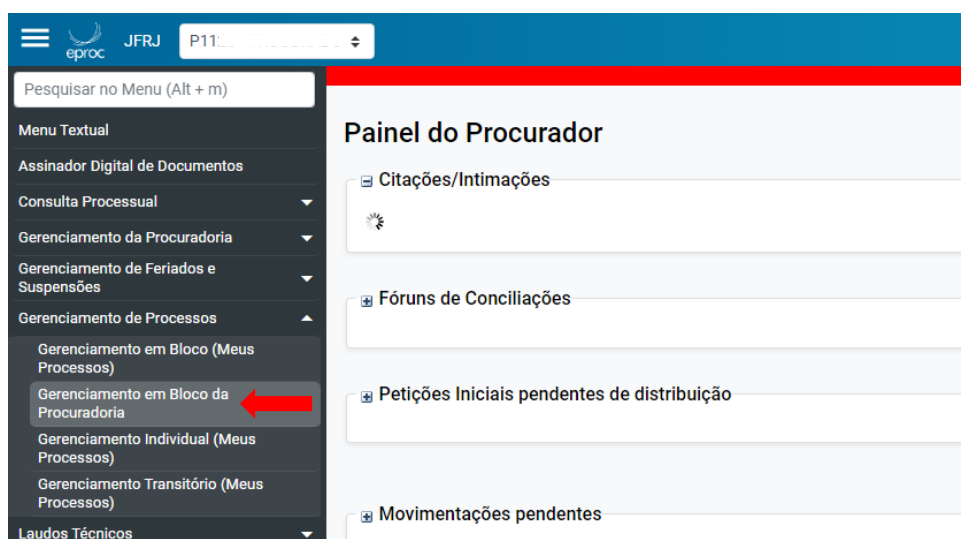 eproc
JFRJ
P11
Pesquisar no Menu (Alt + m)
Menu Textual
Assinador Digital de Documentos
Consulta Processual
Gerenciamento da Procuradoria
Gerenciamento de Feriados e
Suspensões
Gerenciamento de Processos
Gerenciamento em Bloco (Meus
Processos)
Gerenciamento em Bloco da
Procuradoria
Gerenciamento Individual (Meus
Processos)
Gerenciamento Transitório (Meus
Processos)
Laudos Técnicos
Painel do Procurador
Citações/Intimações
Fóruns de Conciliações
Petições Iniciais pendentes de distribuição
Movimentações pendentes